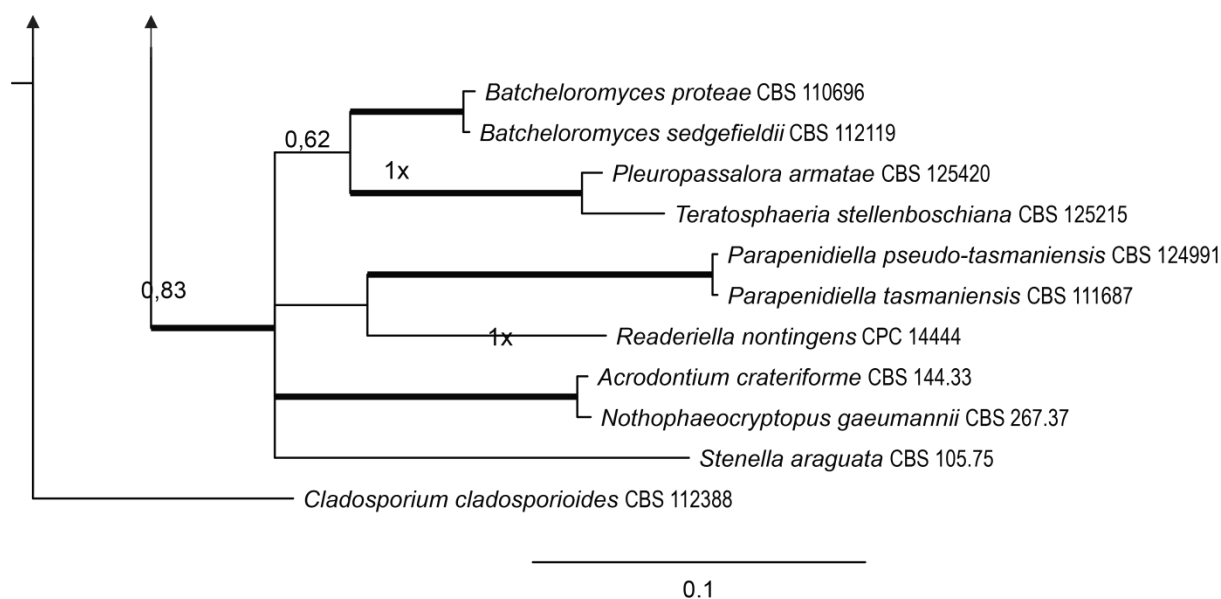 Batcheloromyces proteae CBS 110696
0,62
Batcheloromyces sedgefieldii CBS 112119
1x
Pleuropassalora armatae CBS 125420
Teratosphaeria stellenboschiana CBS 125215
Parapenidiella pseudo-tasmaniensis CBS 124991
0,83
Parapenidiella tasmaniensis CBS 111687
1x
Readeriella nontingens CPC 14444
Acrodontium crateriforme CBS 144.33
Nothophaeocryptopus gaeumannii CBS 267.37
Stenella araguata CBS 105.75
Cladosporium cladosporioides CBS 112388
0.1